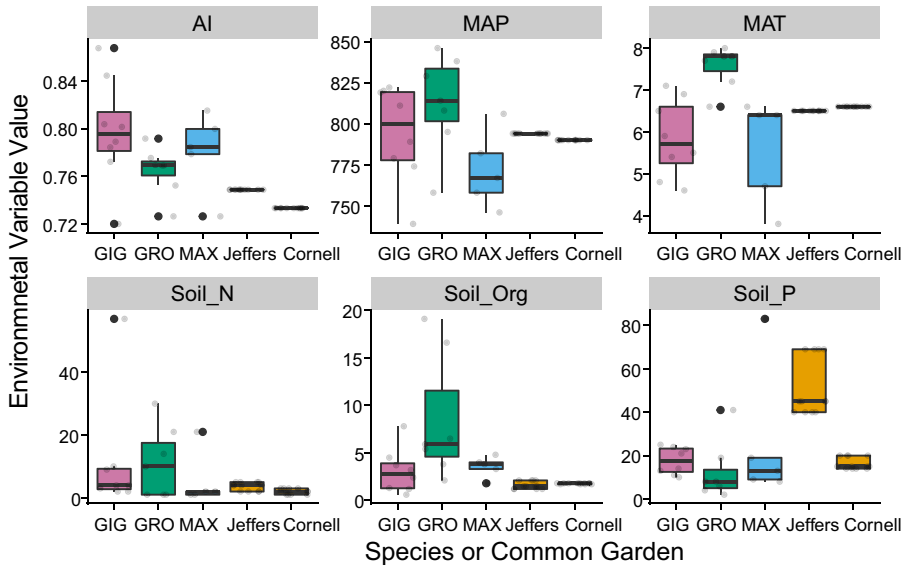 AI
MAP
MAT
Environmnetal Variable Value
0.84
0.80
0.76
0.72
850
825
800
775
750
8
7
6
5
4
GIG GRO MAX Jeffers Cornell
GIG GRO MAX Jeffers Cornell
GIG GRO MAX Jeffers Cornell
Soil_N
Soil_Org
Soil_P
40
20
0
20
15
10
5
0
80
60
40
20
0
GIG GRO MAX Jeffers Cornell
GIG GRO MAX Jeffers Cornell
GIG GRO MAX Jeffers Cornell
Species or Common Garden